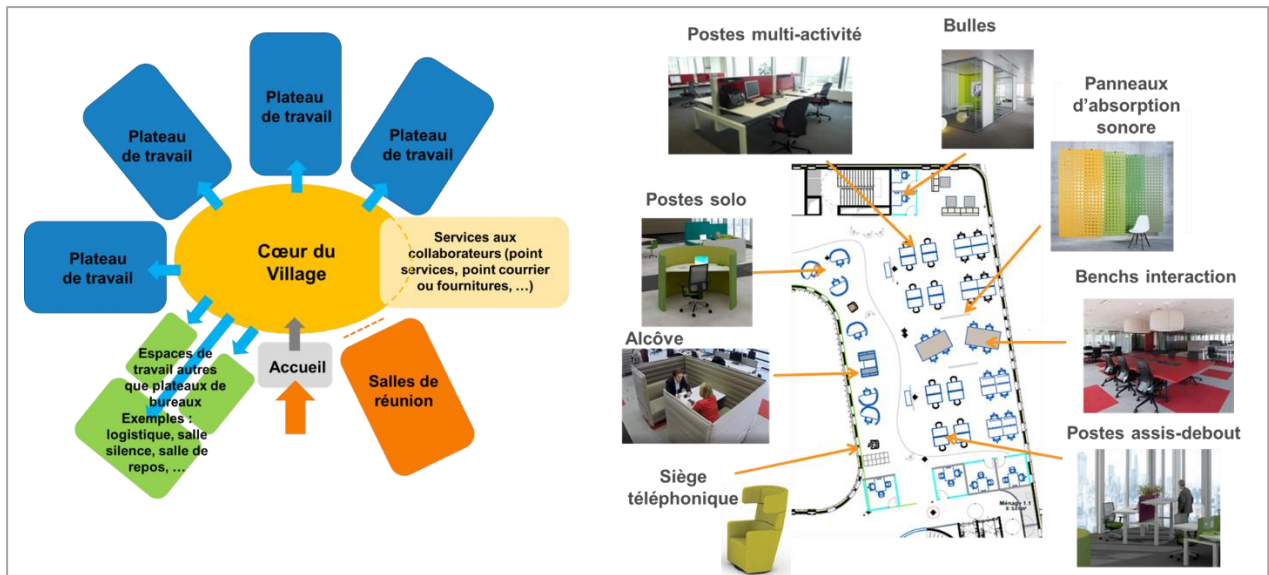 Plateau
de travail
Plateau
de travail
Plateau
de travail
Plateau
de travail
Cœur du
Village
Services aux
collaborateurs (point
services, point courrier
ou fournitures, …)
Espaces de
travail autres
que plateaux de
bureaux
Exemples :
logistique, salle
silence, salle de
repos, …
Accueil
Salles de
réunion
Postes multi-activité
Bulles
Panneaux
d’absorption
sonore
Postes solo
Benchs interaction
Alcôve
Postes assis-debout
Siège
téléphonique
Ménage 1.1